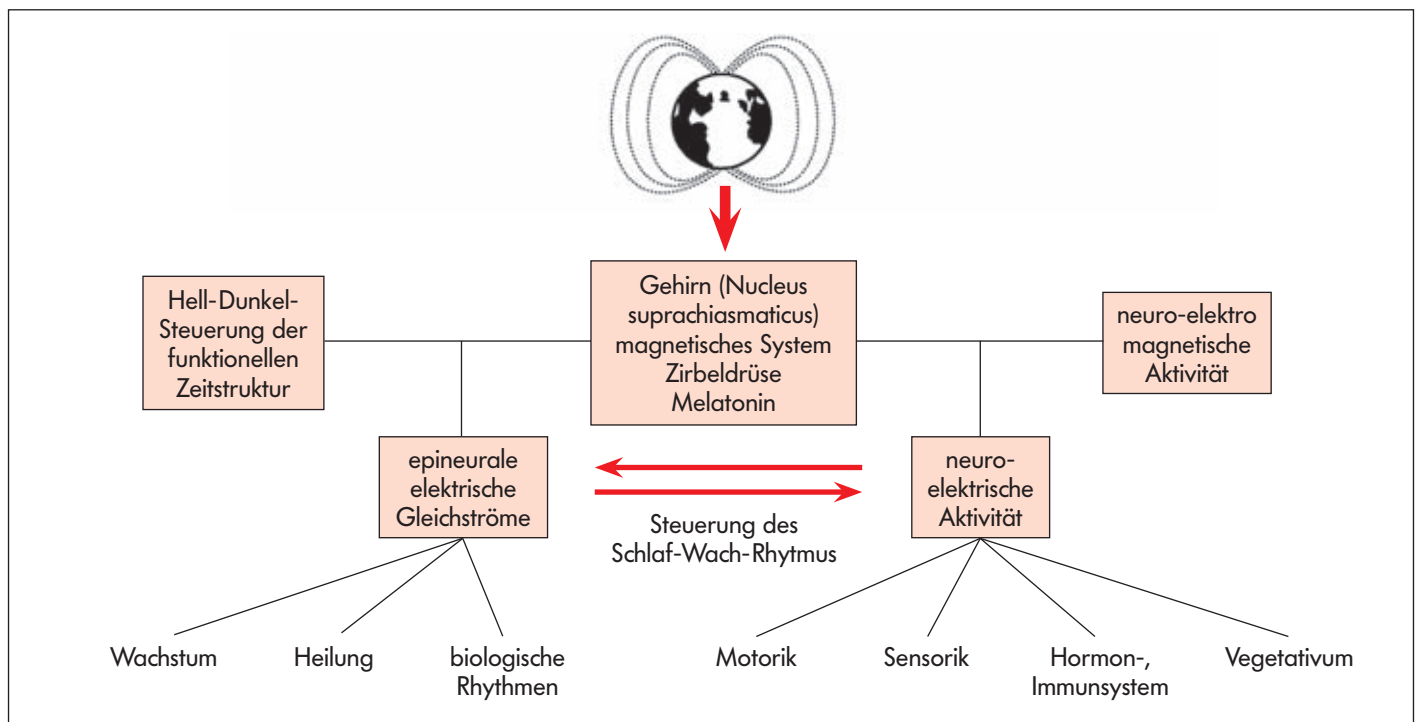 Hell-Dunkel-
Steuerung der
funktionellen
Zeitstruktur
Gehirn (Nucleus
suprachiasmaticus)
magnetisches System
Zirbeldrüse
Melatonin
neuro-elektro
magnetische
Aktivität
epineurale
elektrische
Gleichströme
Steuerung des
Schlaf-Wach-Rhytmus
neuro-
elektrische
Aktivität
Wachstum
Heilung
biologische
Rhythmen
Motorik
Sensorik
Hormon-,
Immunsystem
Vegetativum